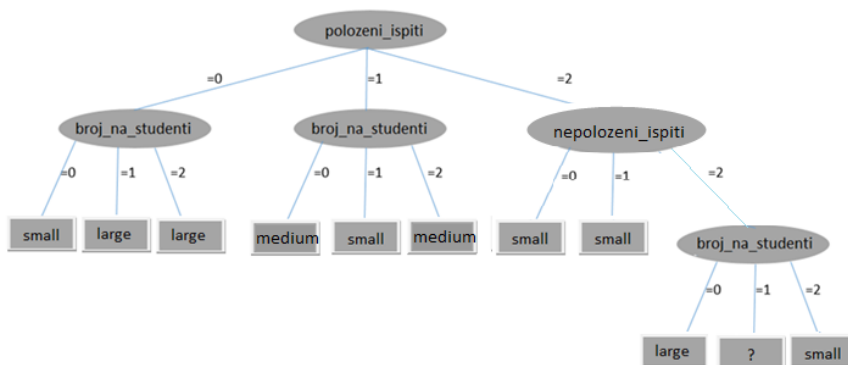 polozeni_ispiti
=0
=1
=2
broj_na_studenti
broj_na_studenti
nepolozeni_ispiti
=0
=1
=2
=0
=1
=2
=0
=1
=2
small
large
large
medium
small
medium
small
small
broj_na_studenti
=0
=1
=2
large
?
small